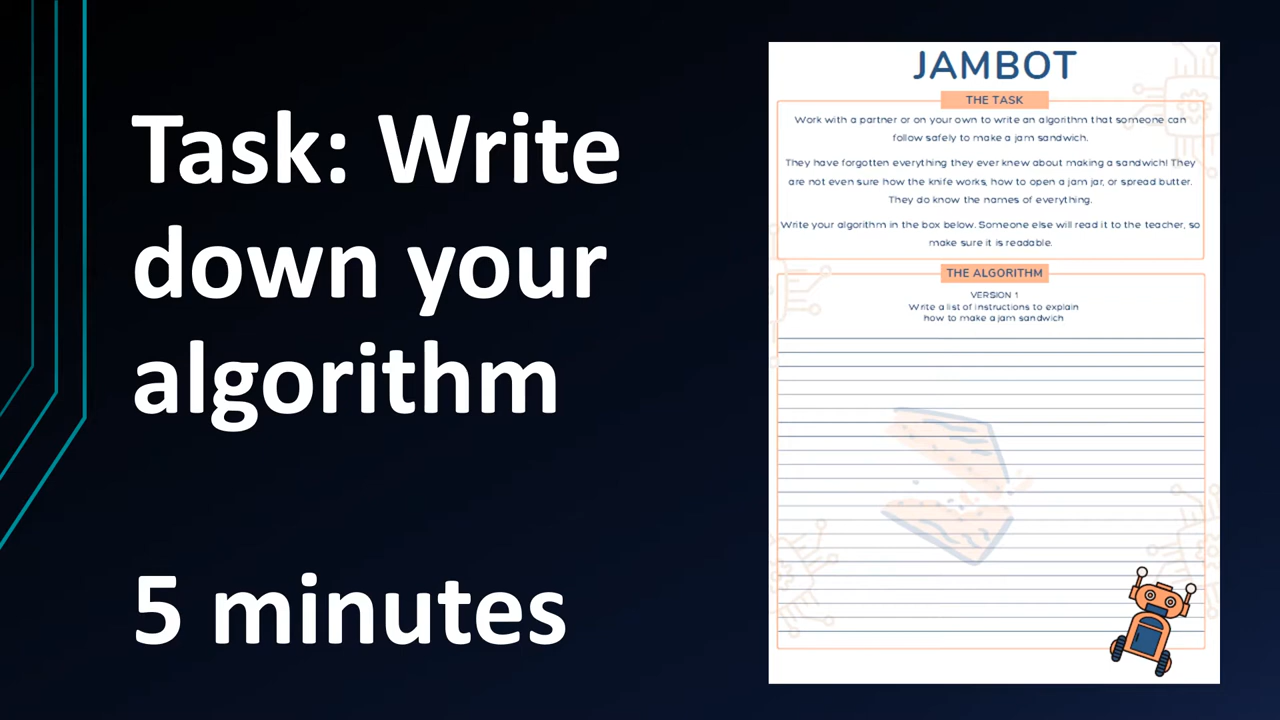 Task: Write
down your
algorithm
5 minutes
JAMBOT
THE TASK
Work with a partner or on your own to write an algorithm that someone can
follow safely to make a jam sandwich.
They have forgotten everything they ever knew about making a sandwich! They
are not even sure how the knife works, how to open a jam jar, or spread butter.
They do know the names of everything.
Write your algorithm in the box below. Someone else will read it to the teacher, so
make sure it is readable.
THE ALGORITHM
VERSION 1
Write a list of instructions to explain
how to make a jam sandwich